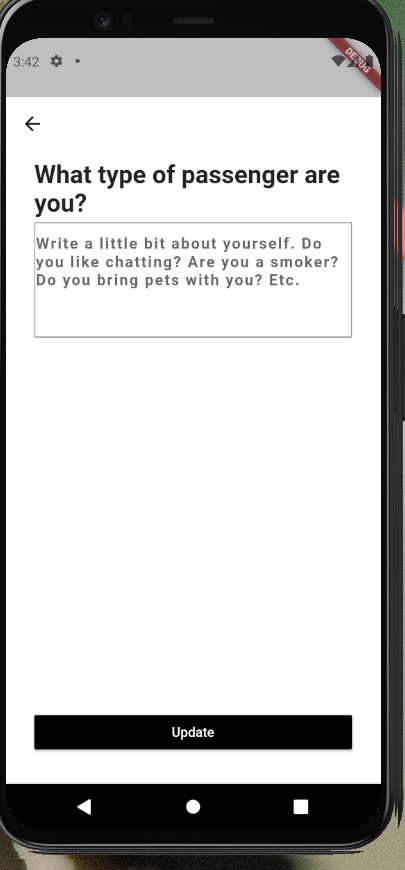 3:42
DEBUG
What type of passenger are
you?
Write a little bit about yourself. Do
you like chatting? Are you a smoker?
Do you bring pets with you? Etc.
Update